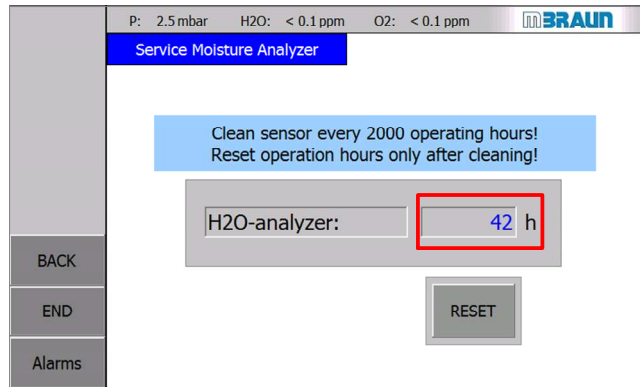 P: 2.5 mbar H2O: < 0.1 ppm O2: < 0.1 ppm MBRAUN
Service Moisture Analyzer
Clean sensor every 2000 operating hours!
Reset operation hours only after cleaning!
H2O-analyzer: 42 h
BACK
END
RESET
Alarms